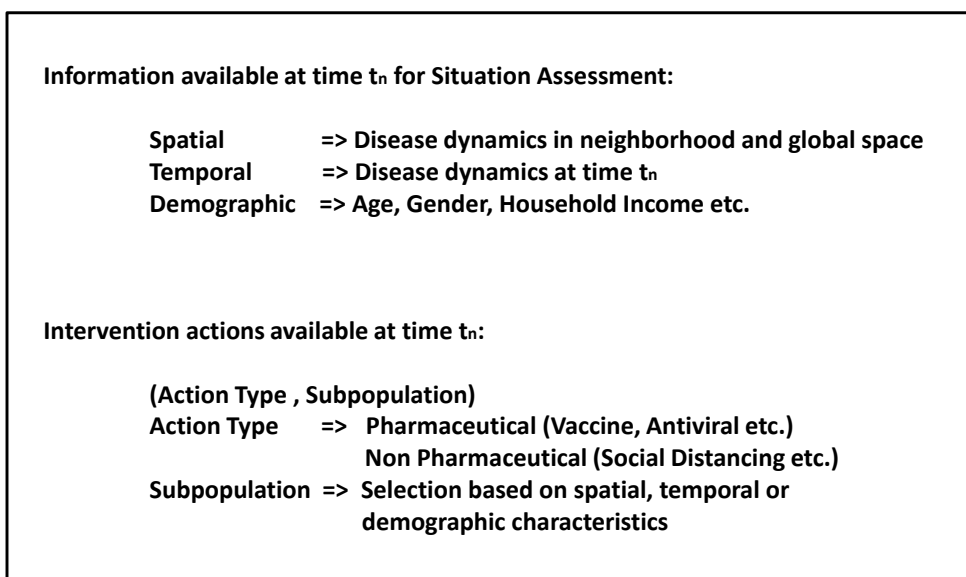 Information available at time tn for Situation Assessment:
Spatial => Disease dynamics in neighborhood and global space
Temporal => Disease dynamics at time tn
Demographic => Age, Gender, Household Income etc.
Intervention actions available at time tn:
(Action Type , Subpopulation)
Action Type => Pharmaceutical (Vaccine, Antiviral etc.)
Non Pharmaceutical (Social Distancing etc.)
Subpopulation => Selection based on spatial, temporal or
demographic characteristics